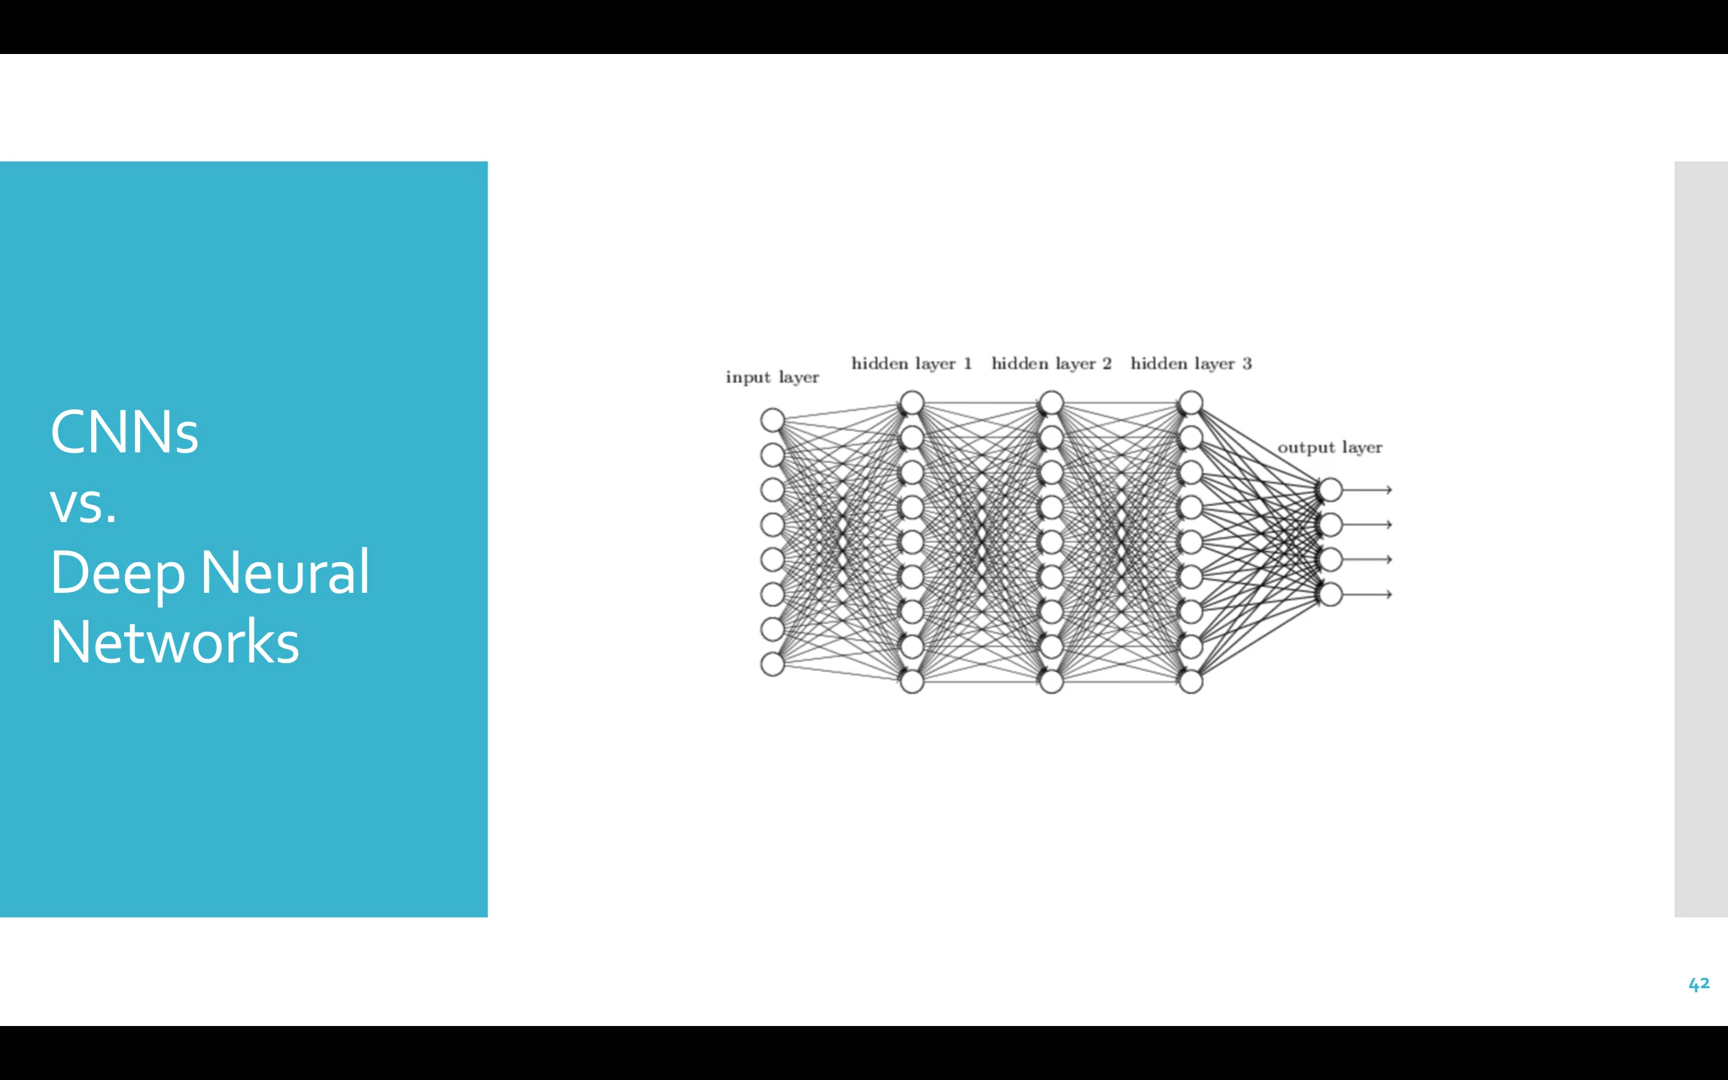 CNNs
vs.
Deep Neural
Networks
input layer
hidden layer 1
hidden layer 2
hidden layer 3
output layer
42